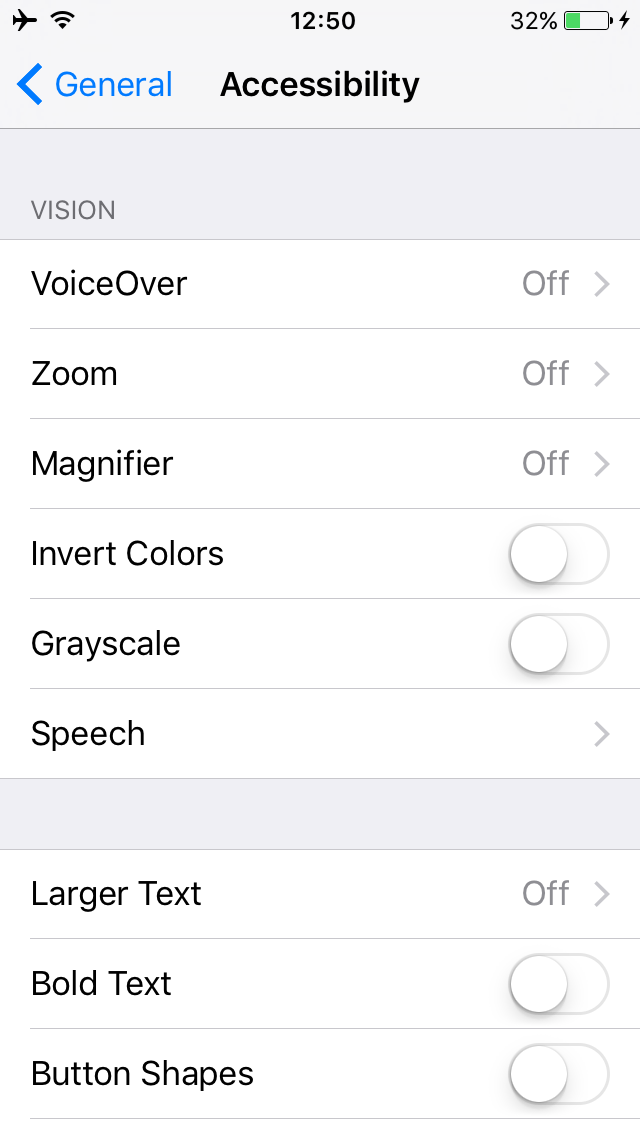 12:50 32%
General Accessibility
VISION
VoiceOver Off
Zoom Off
Magnifier Off
Invert Colors
Grayscale
Speech
Larger Text Off
Bold Text
Button Shapes